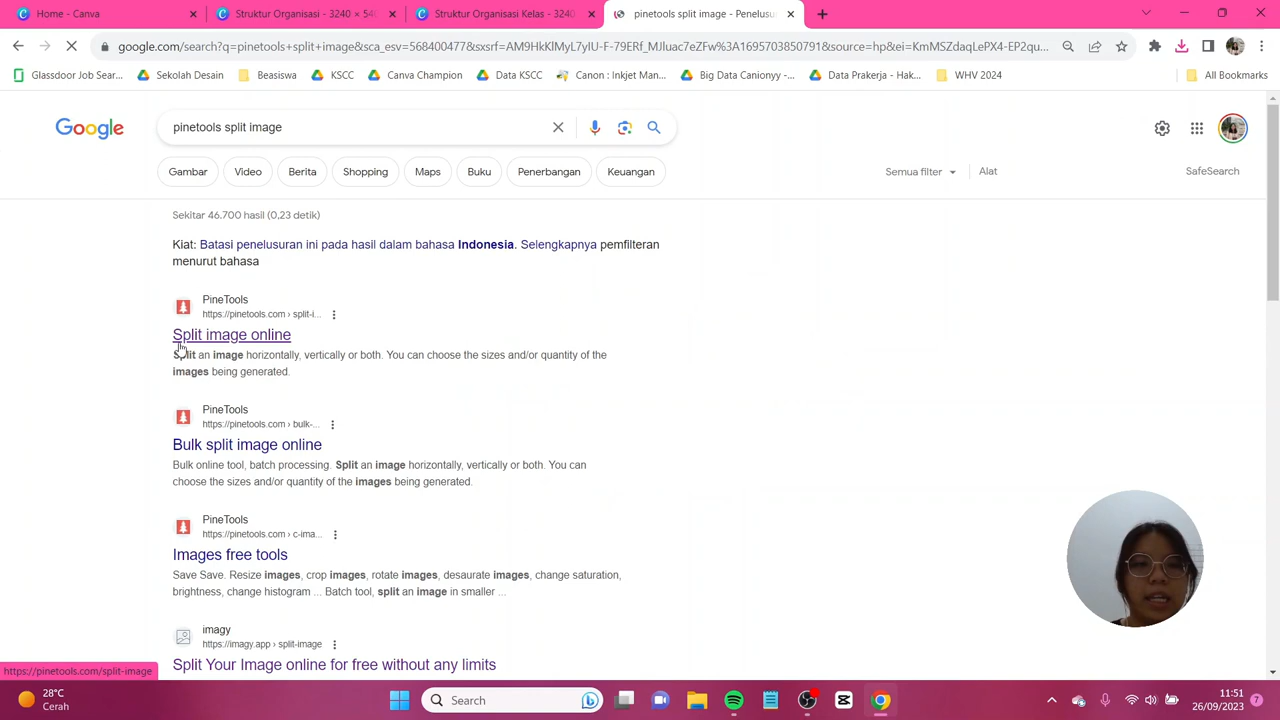 Home - Canva
Struktur Organisasi - 3240 × 540
Struktur Organisasi Kelas - 3240
pinetools split image - Penelusu
google.com/search?q=pinetools+split+image&sca_esv=568400477&sxsrf=AM9HkKlMyL7yIU-F-79ERf_MJluac7eZFw%3A1695703850791&source=hp&ei=KmMSZdaqLePX4-EP2qu...
Glassdoor Job Sear...
Sekolah Desain
Beasiswa
KSCC
Canva Champion
Data KSCC
Canon : Inkjet Man...
Big Data Canionyy -...
Data Prakerja - Hak...
WHV 2024
All Bookmarks
Google
pinetools split image
Gambar
Video
Berita
Shopping
Maps
Buku
Penerbangan
Keuangan
Semua filter
Alat
SafeSearch
Sekitar 46.700 hasil (0,23 detik)
Kiat: Batasi penelusuran ini pada hasil dalam bahasa Indonesia. Selengkapnya pemfilteran
menurut bahasa
PineTools
https://pinetools.com › split-i...
Split image online
Split an image horizontally, vertically or both. You can choose the sizes and/or quantity of the
images being generated.
PineTools
https://pinetools.com › bulk-...
Bulk split image online
Bulk online tool, batch processing. Split an image horizontally, vertically or both. You can
choose the sizes and/or quantity of the images being generated.
PineTools
https://pinetools.com › c-ima...
Images free tools
Save Save. Resize images, crop images, rotate images, desaurate images, change saturation,
brightness, change histogram ... Batch tool, split an image in smaller ...
imagy
https://imagy.app › split-image
Split Your Image online for free without any limits
https://pinetools.com/split-image
28°C
Cerah
Search
11:51
26/09/2023
7